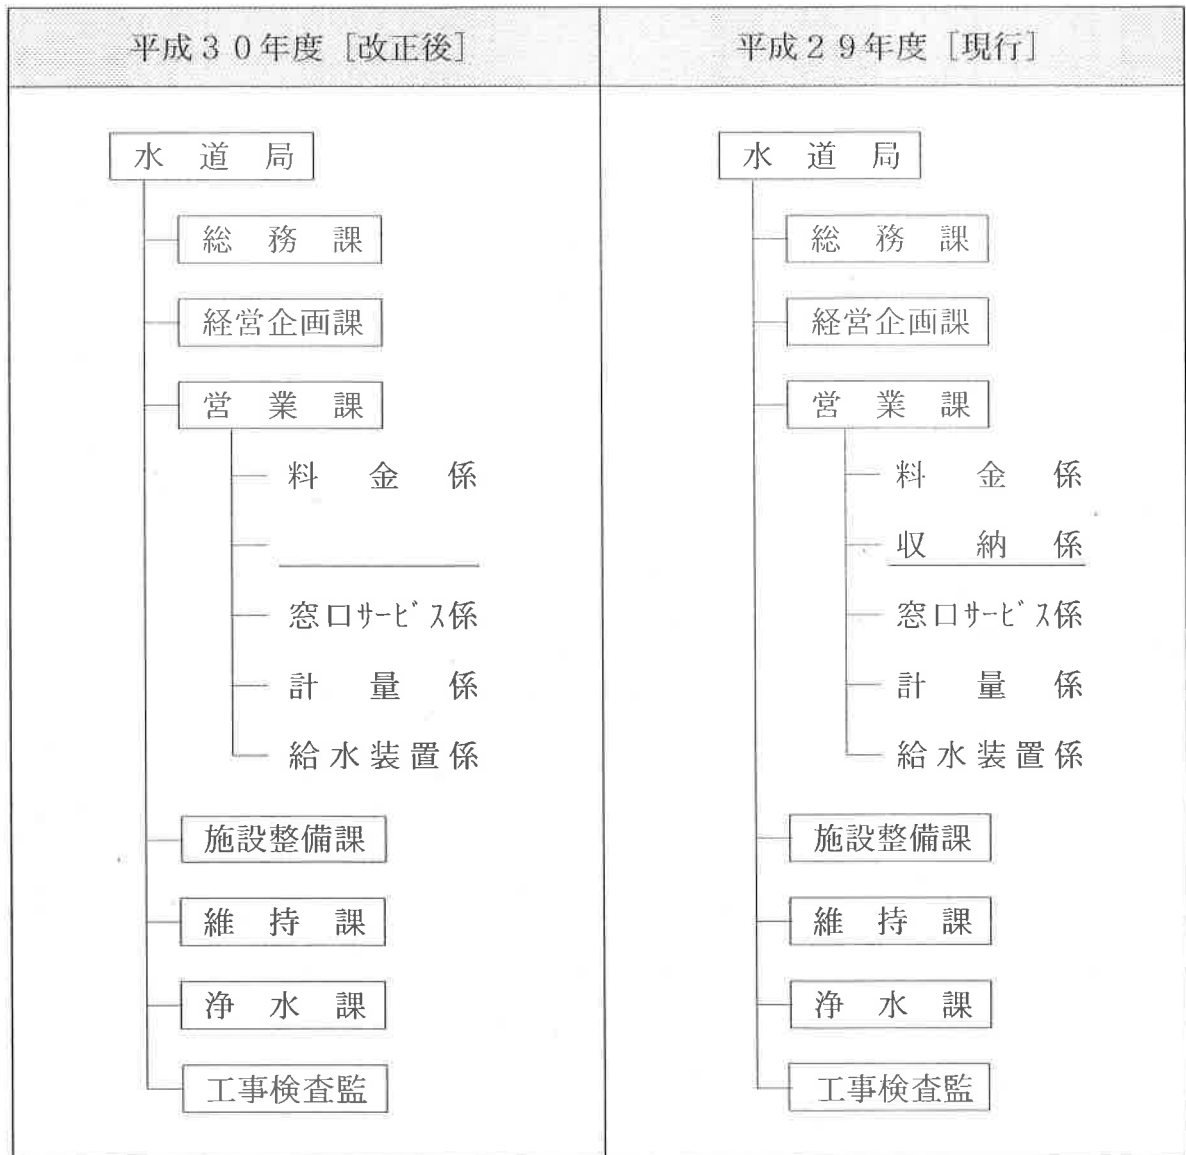 平成３０年度［改正後］
水道局
総務課
経営企画課
営業課
料金係
窓口ｻｰﾋﾞｽ係
計量係
給水装置係
施設整備課
維持課
浄水課
工事検査監
平成２９年度［現行］
水道局
総務課
経営企画課
営業課
料金係
収納係
窓口ｻｰﾋﾞｽ係
計量係
給水装置係
施設整備課
維持課
浄水課
工事検査監